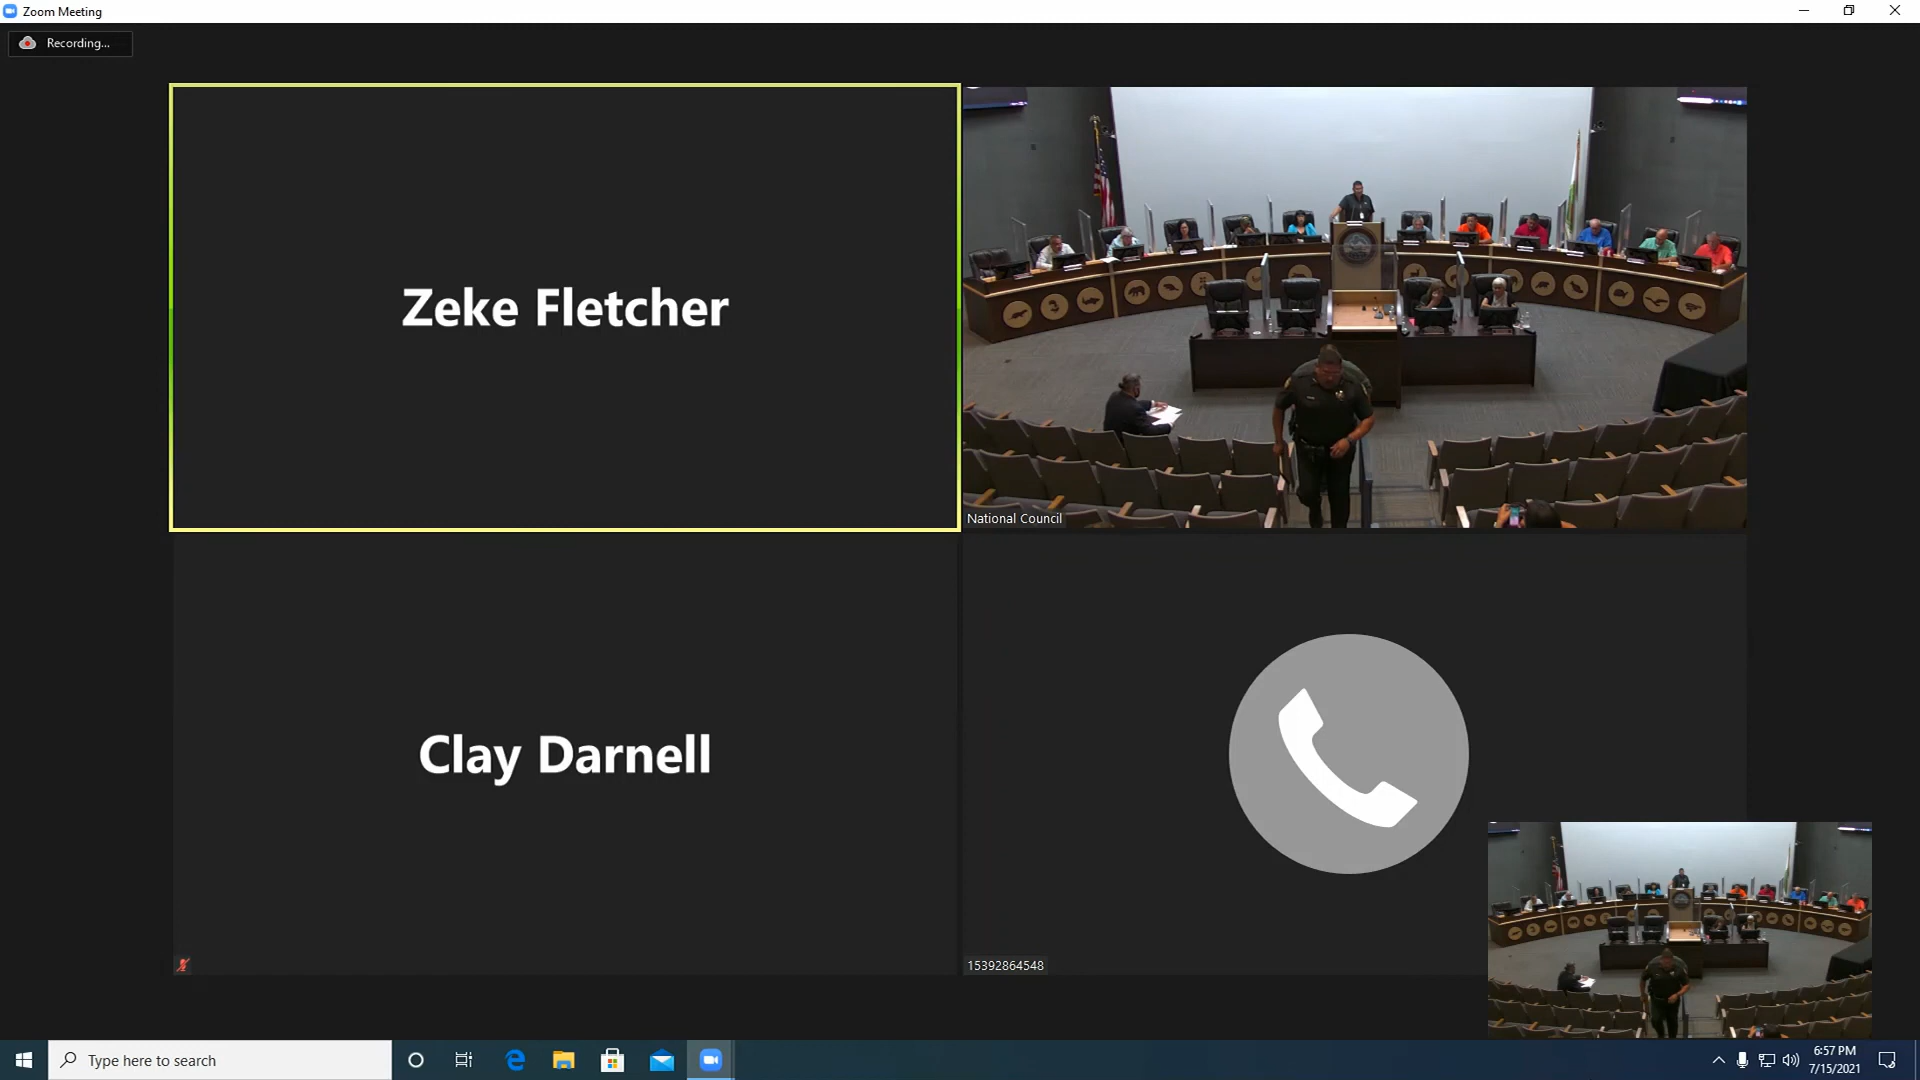 Zoom Meeting
Recording...
Zeke Fletcher
National Council
Clay Darnell
15392864548
Type here to search
6:57 PM
7/15/2021